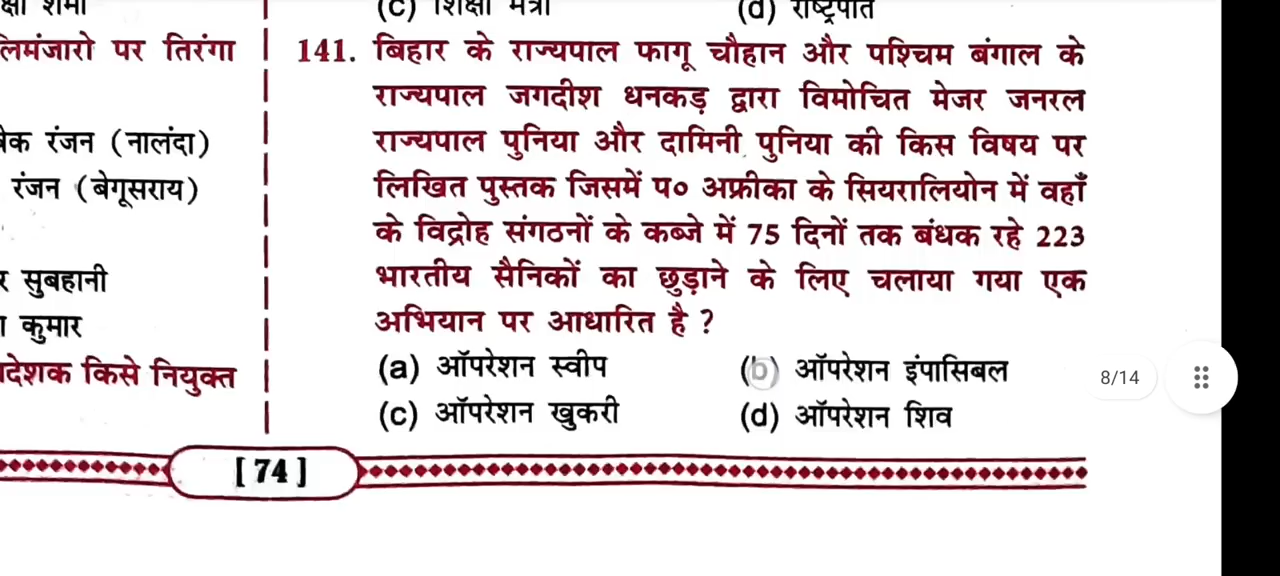 (c) शिक्षा मंत्री (d) राष्ट्रपति
लिमंजारो पर तिरंगा
रंजन (नालंदा)
रंजन (बेगूसराय)
सुबहानी
कुमार
किसे नियुक्त
141. बिहार के राज्यपाल फागू चौहान और पश्चिम बंगाल के
राज्यपाल जगदीश धनकड़ द्वारा विमोचित मेजर जनरल
राज्यपाल पुनिया और दामिनी पुनिया की किस विषय पर
लिखित पुस्तक जिसमें प० अफ्रीका के सियरालियोन में वहाँ
के विद्रोह संगठनों के कब्जे में 75 दिनों तक बंधक रहे 223
भारतीय सैनिकों का छुड़ाने के लिए चलाया गया एक
अभियान पर आधारित है ?
(a) ऑपरेशन स्वीप (b) ऑपरेशन इंपासिबल
(c) ऑपरेशन खुकरी (d) ऑपरेशन शिव
[74]
8/14